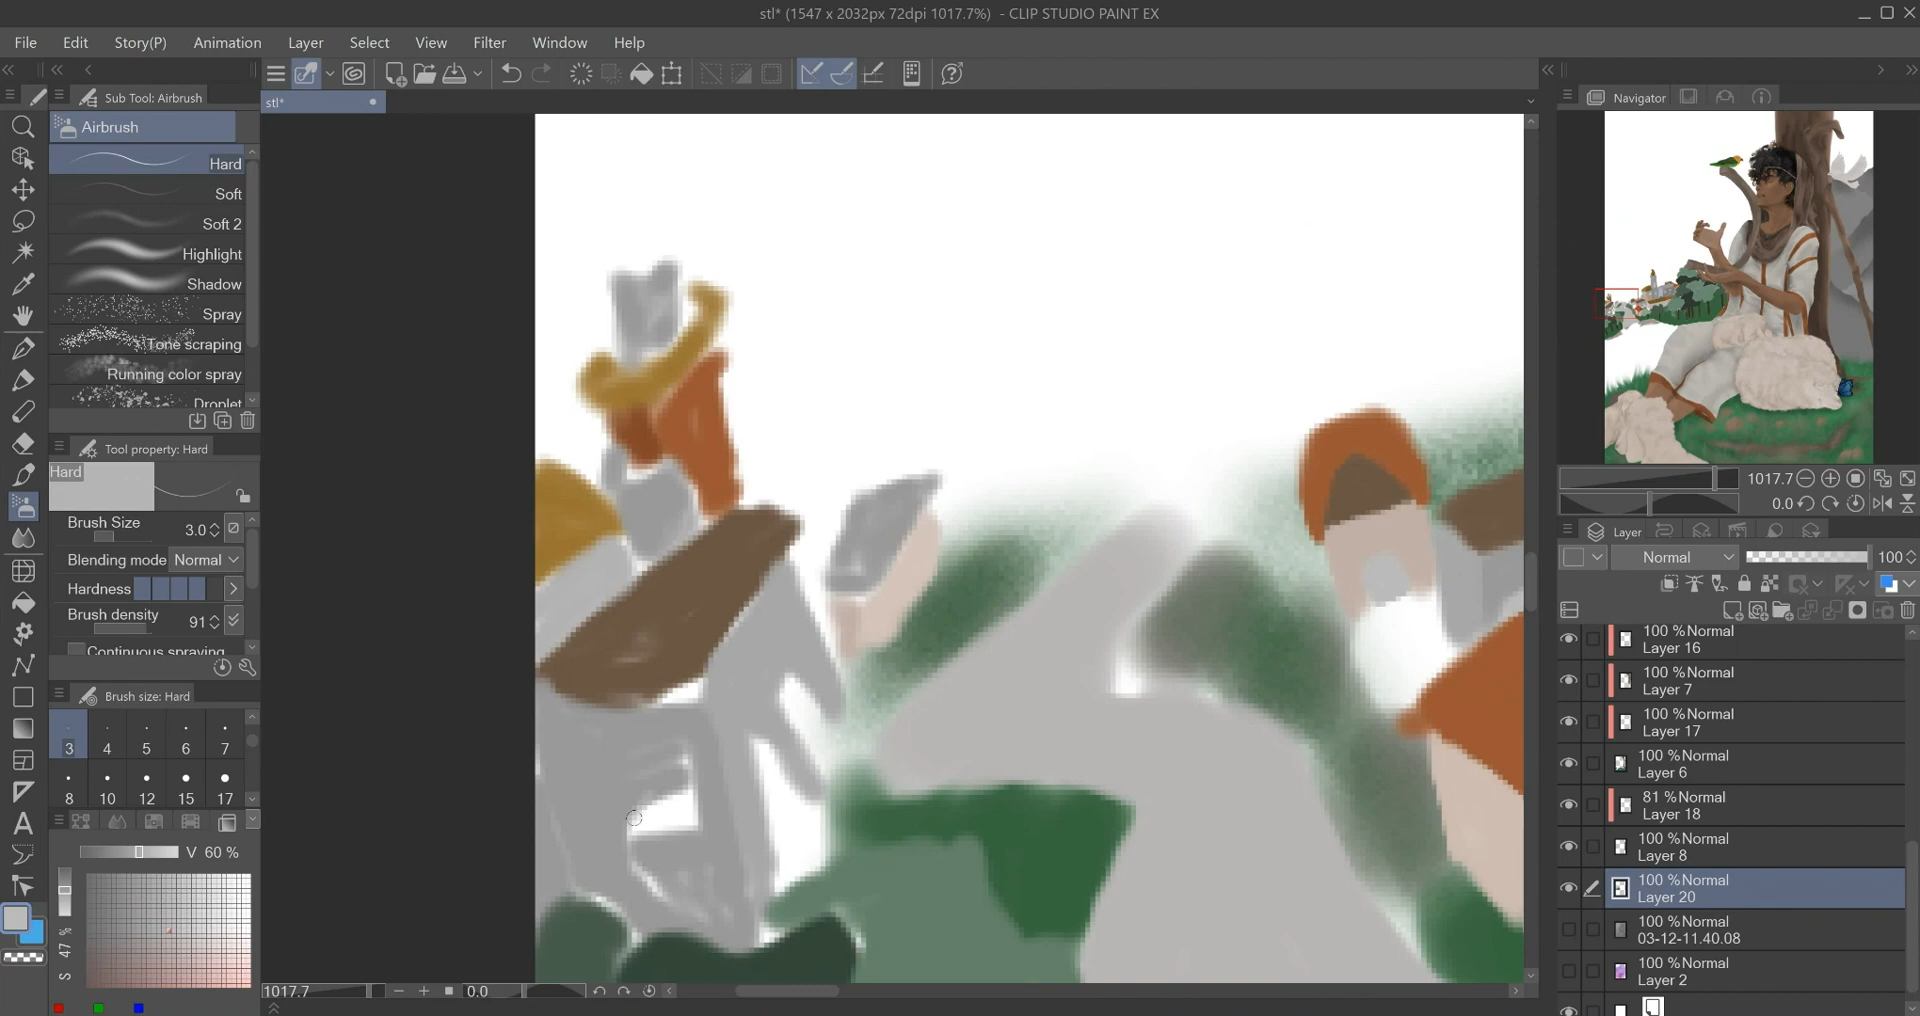 stl* (1547 x 2032px 72dpi 1017.7%)  - CLIP STUDIO PAINT EX
File Edit Story(P) Animation Layer Select View Filter Window Help
Sub Tool: Airbrush
stl*
Navigator
Airbrush
Hard
Soft
Soft 2
Highlight
Shadow
Spray
Tone scraping
Running color spray
Droplet
Tool property: Hard
Hard
Brush Size 3.0
Blending mode Normal
Hardness
Brush density 91
Continuous spraying
Brush size: Hard
3 4 5 6 7
8 10 12 15 17
V 60 %
S 47
1017.7 0.0
1017.7
0.0
Layer
Normal 100
100 %Normal
Layer 16
100 %Normal
Layer 7
100 %Normal
Layer 17
100 %Normal
Layer 6
81 %Normal
Layer 18
100 %Normal
Layer 8
100 %Normal
Layer 20
100 %Normal
03-12-11.40.08
100 %Normal
Layer 2